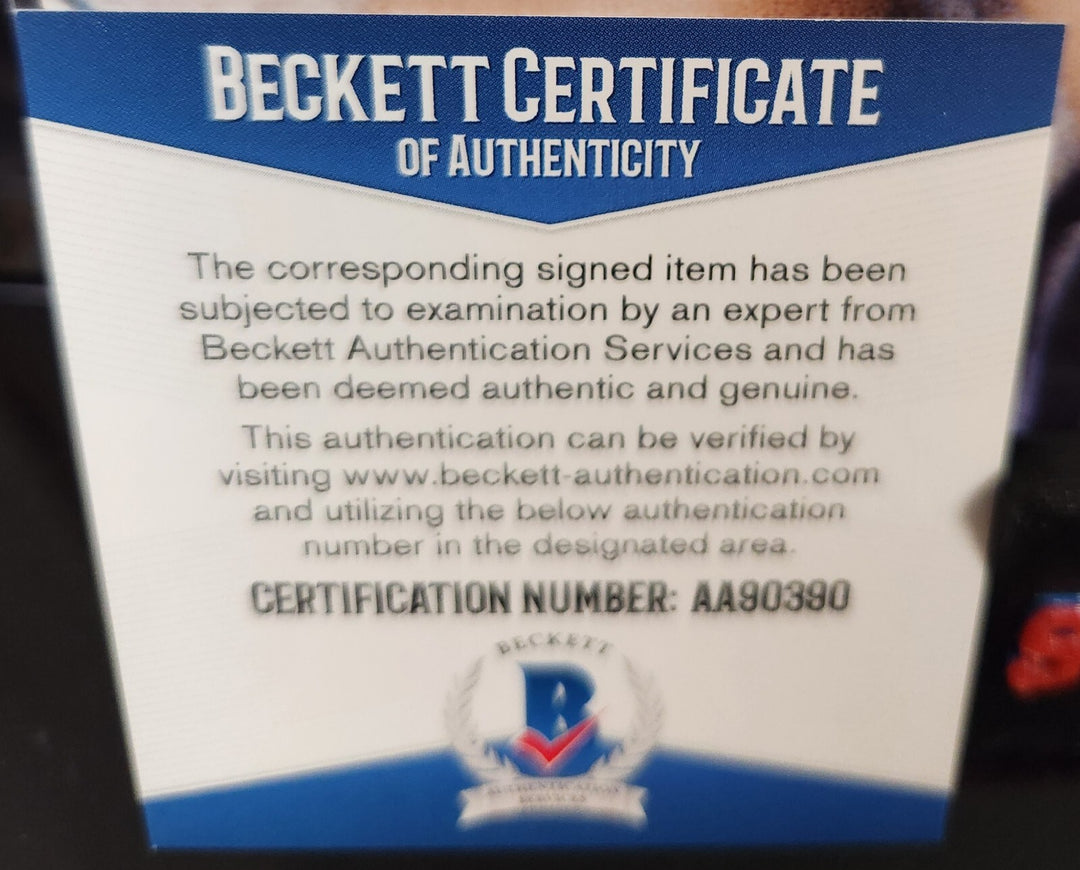 BECKETT CERTIFICATE
OF AUTHENTICITY
The corresponding signed item has been
subjected to examination by an expert from
Beckett Authentication Services and has
been deemed authentic and genuine.
This authentication can be verified by
visiting www.beckett-authentication.com
and utilizing the below authentication
number in the designated area.
CERTIFICATION NUMBER: AA90390
BECKETT
B
AUTHENTICATION
SERVICES